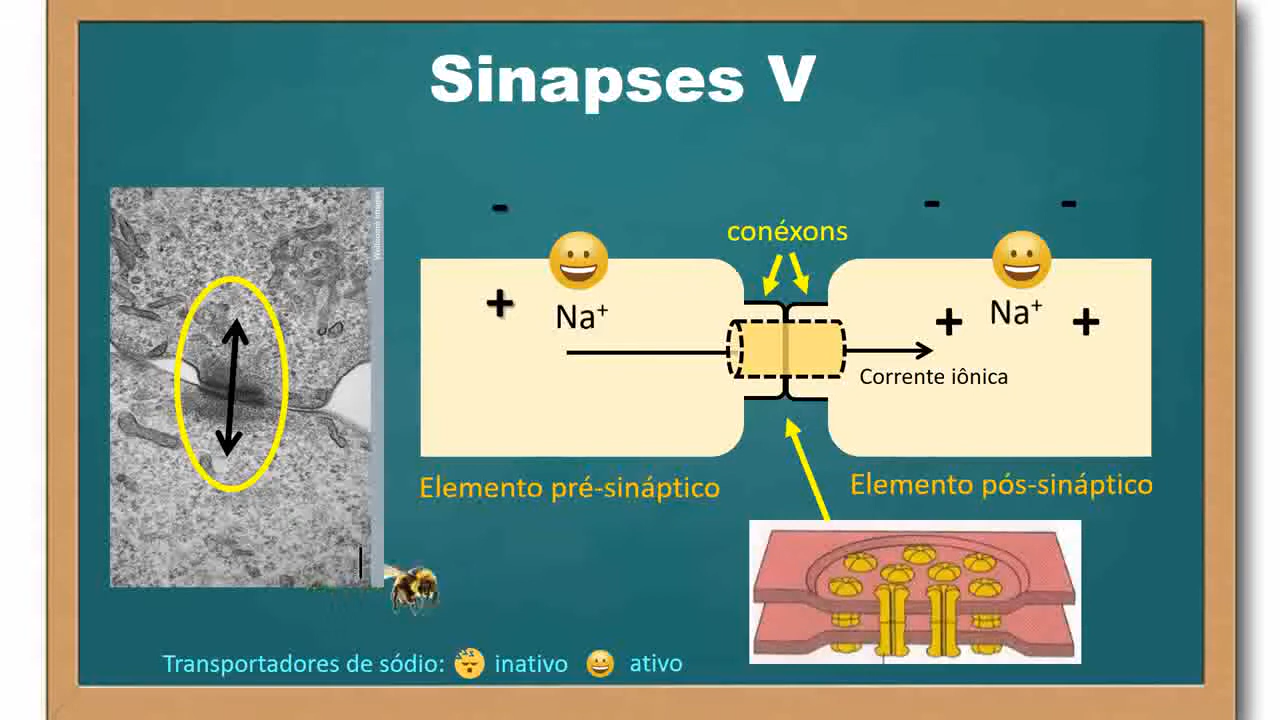 Sinapses V
-
-
-
conéxons
+
Na⁺
+
Na⁺
+
Corrente iônica
Elemento pré-sináptico
Elemento pós-sináptico
Transportadores de sódio: inativo ativo